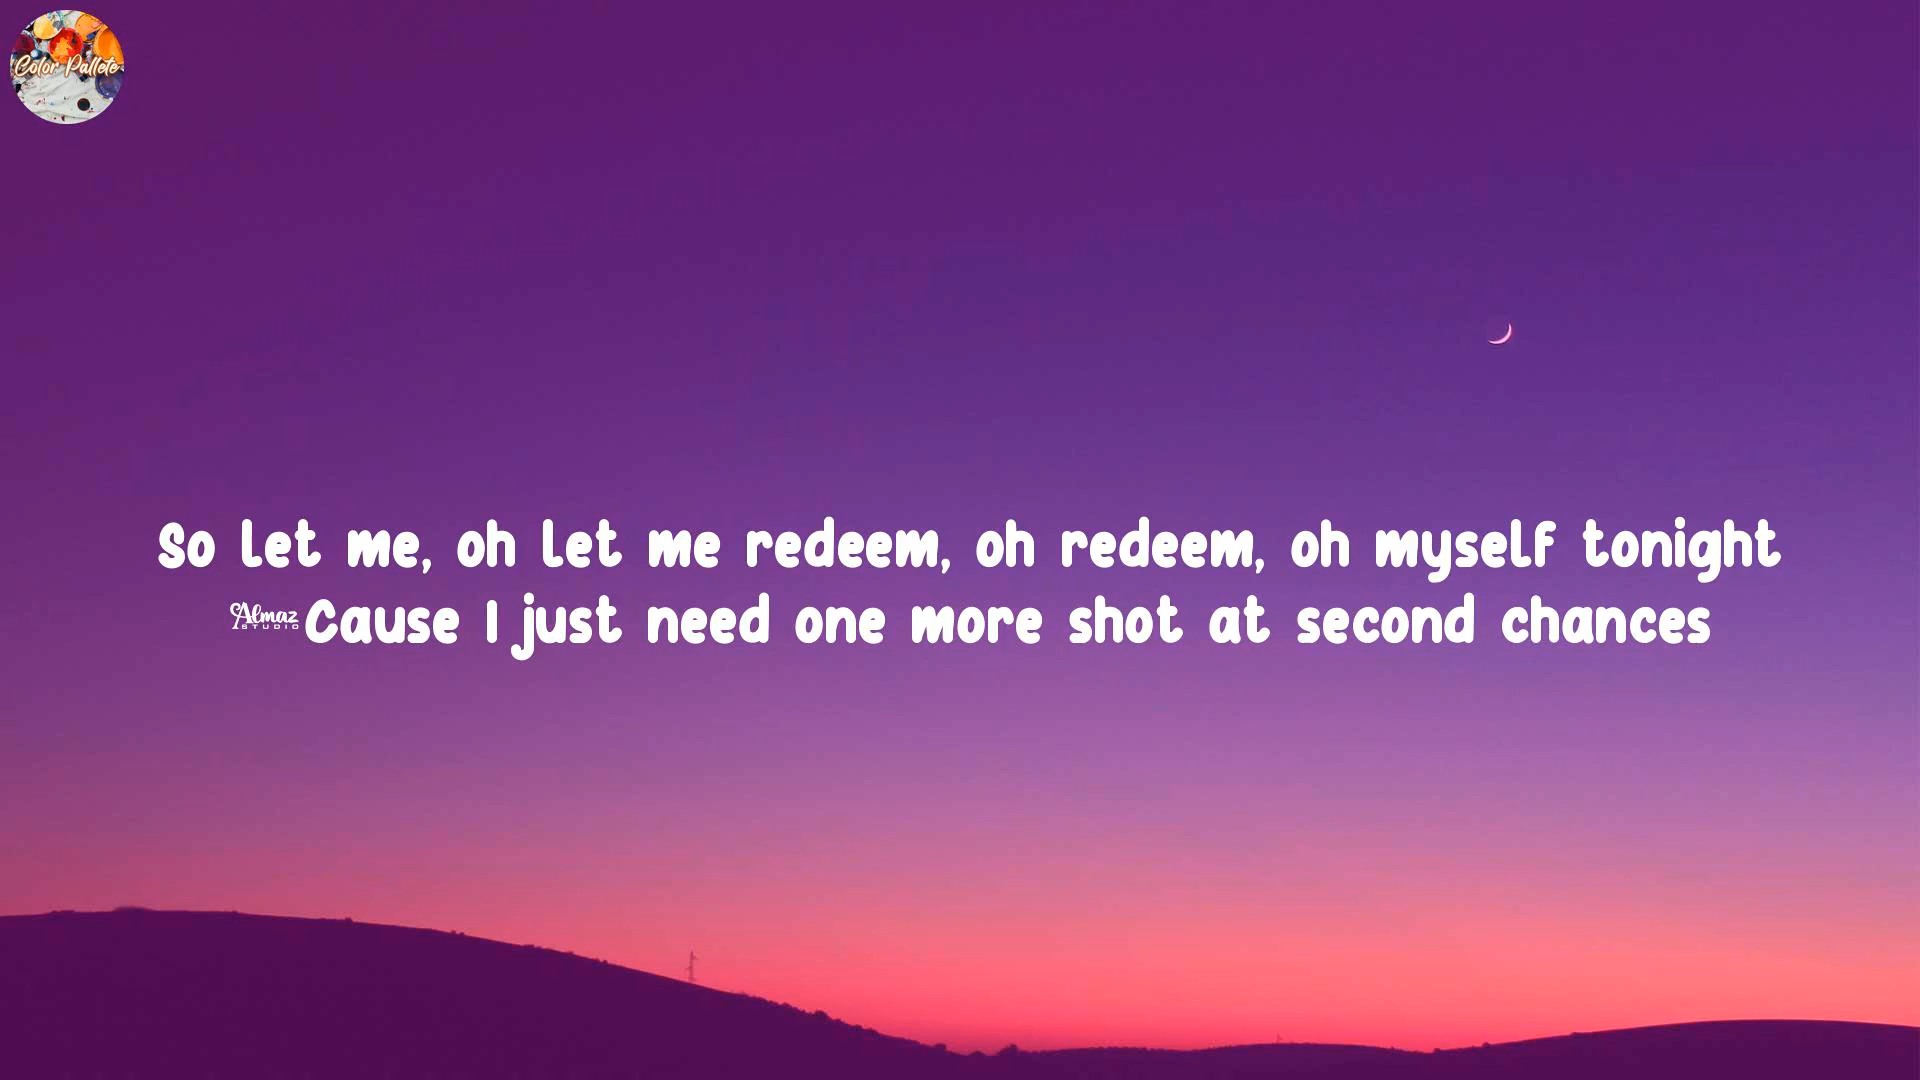 Color Pallete
So let me, oh let me redeem, oh redeem, oh myself tonight
Almaz STUDIO Cause I just need one more shot at second chances